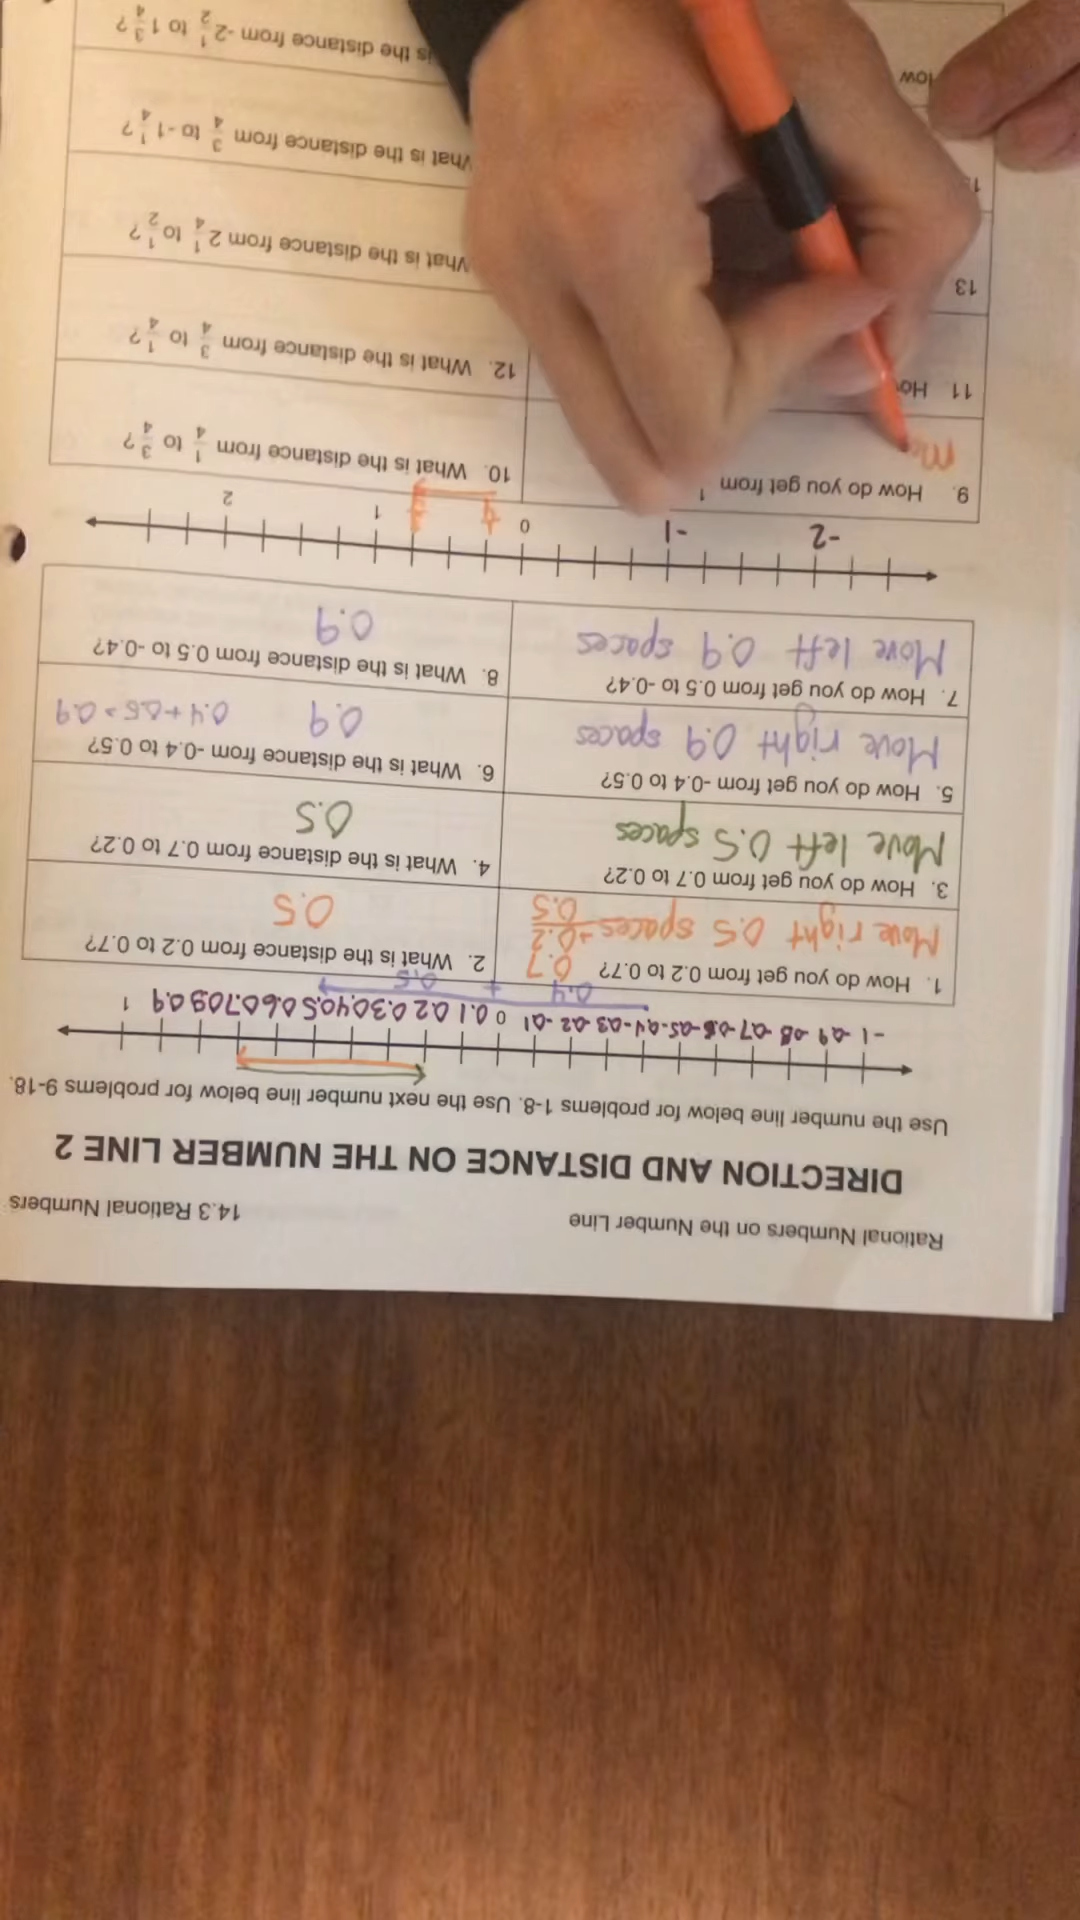 Rational Numbers on the Number Line
14.3 Rational Numbers
DIRECTION AND DISTANCE ON THE NUMBER LINE 2
Use the number line below for problems 1-8. Use the next number line below for problems 9-18.
-1 -0.9 -0.8 -0.7 -0.6 -0.5 -0.4 -0.3 -0.2 -0.1 0 0.1 0.2 0.3 0.4 0.5 0.6 0.7 0.8 0.9 1
0.4 + 0.5
1. How do you get from 0.2 to 0.7?
Move right 0.5 spaces
0.7
-0.2
0.5
2. What is the distance from 0.2 to 0.7?
0.5
3. How do you get from 0.7 to 0.2?
Move left 0.5 spaces
4. What is the distance from 0.7 to 0.2?
0.5
5. How do you get from -0.4 to 0.5?
Move right 0.9 spaces
6. What is the distance from -0.4 to 0.5?
0.9 0.4 + 0.5 = 0.9
7. How do you get from 0.5 to -0.4?
Move left 0.9 spaces
8. What is the distance from 0.5 to -0.4?
0.9
-2 -1 0 1 2
9. How do you get from
10. What is the distance from 1/4 to 3/4?
11.
12. What is the distance from 3/4 to 1/4?
13
is the distance from 2 1/4 to 1/2?
is the distance from 3/4 to -1 1/4?
is the distance from -2 1/2 to 1 3/4?